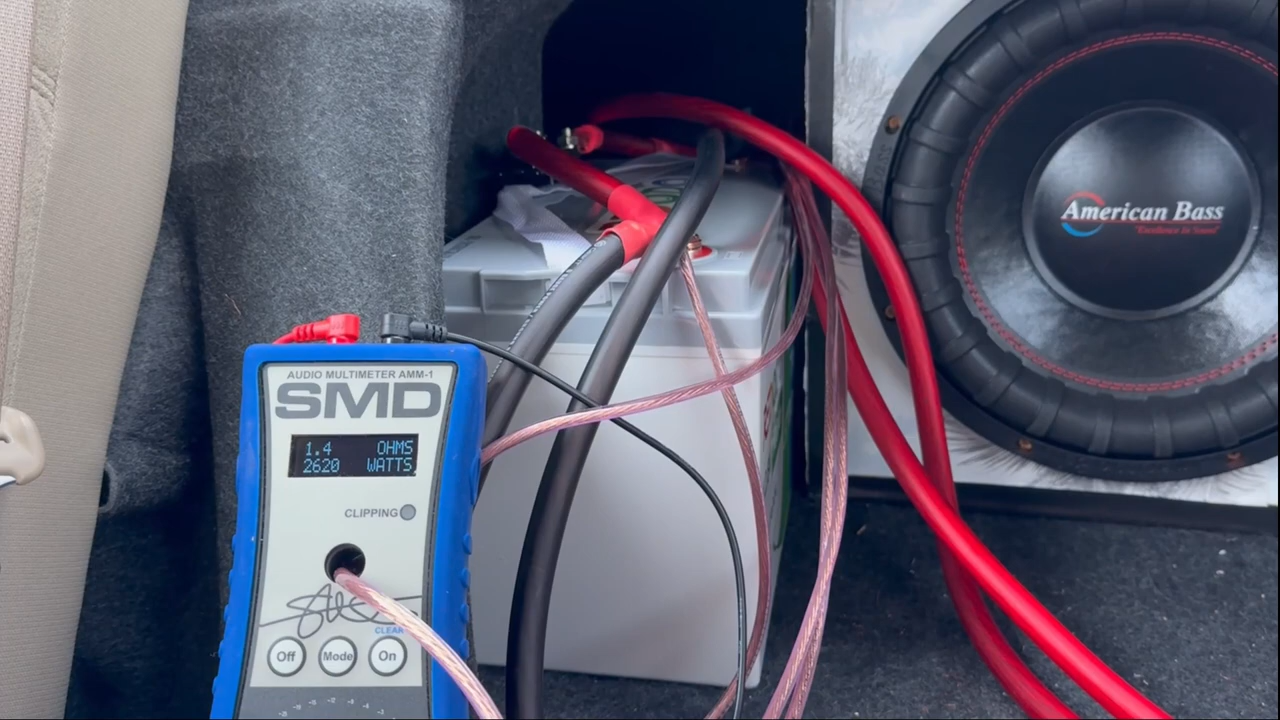 AUDIO MULTIMETER AMM-1
SMD
1.4 OHMS
2620 WATTS
CLIPPING
CLEAR
Off Mode On
American Bass
"Excellence In Sound"